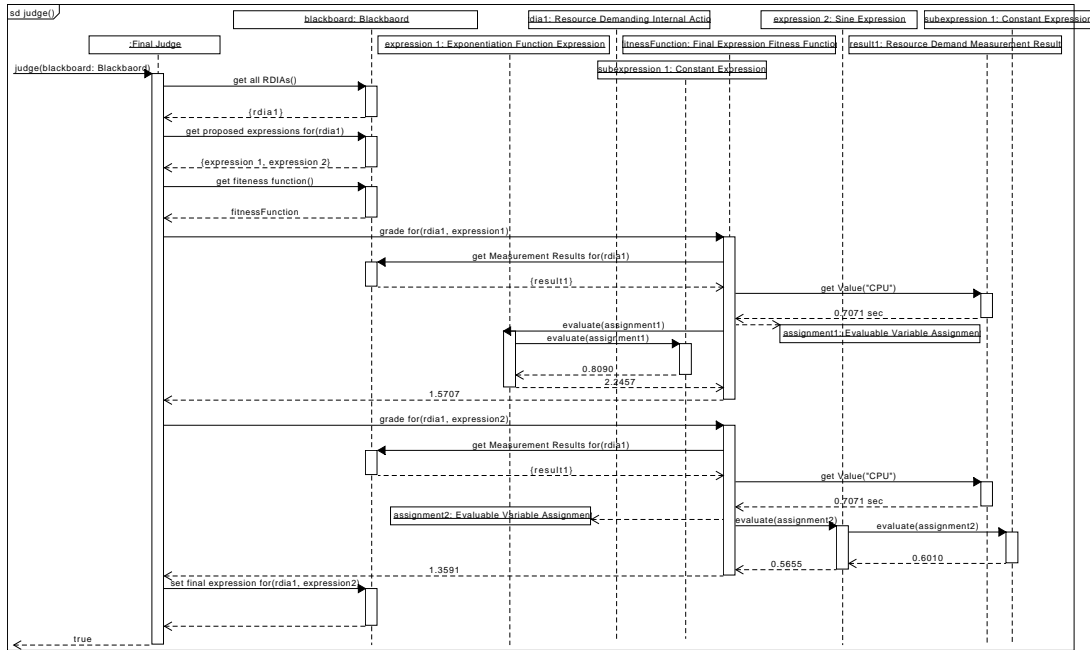 sd judge()
blackboard: Blackbaord
rdia1: Resource Demanding Internal Actio
expression 2: Sine Expression
subexpression 1: Constant Expression
:Final Judge
expression 1: Exponentiation Function Expression
fitnessFunction: Final Expression Fitness Functio
result1: Resource Demand Measurement Result
subexpression 1: Constant Expression
judge(blackboard: Blackbaord)
get all RDIAs()
{rdia1}
get proposed expressions for(rdia1)
{expression 1, expression 2}
get fiteness function()
fitnessFunction
grade for(rdia1, expression1)
get Measurement Results for(rdia1)
{result1}
get Value("CPU")
0.7071 sec
assignment1: Evaluable Variable Assignment
evaluate(assignment1)
evaluate(assignment1)
0.8090
2.2457
1.5707
grade for(rdia1, expression2)
get Measurement Results for(rdia1)
{result1}
get Value("CPU")
0.7071 sec
assignment2: Evaluable Variable Assignment
evaluate(assignment2)
evaluate(assignment2)
0.6010
0.5655
1.3591
set final expression for(rdia1, expression2)
true